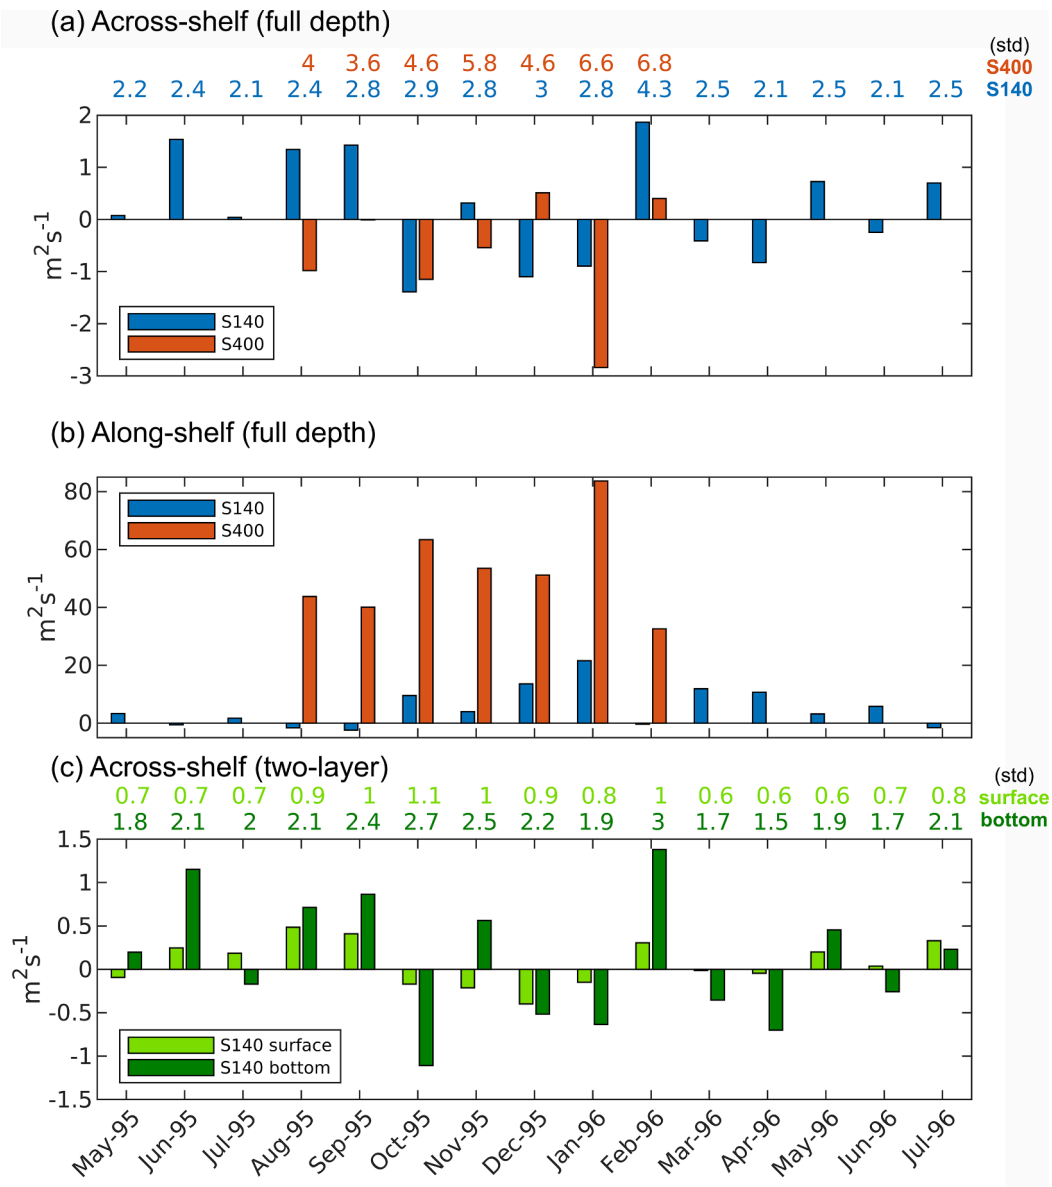 (a) Across-shelf (full depth)
(std)
4 3.6 4.6 5.8 4.6 6.6 6.8 S400
2.2 2.4 2.1 2.4 2.8 2.9 2.8 3 2.8 4.3 2.5 2.1 2.5 2.1 2.5 S140
2
1
0
-1
-2
-3
m2s-1
S140
S400
(b) Along-shelf (full depth)
80
60
40
20
0
m2s-1
S140
S400
(c) Across-shelf (two-layer)
(std)
0.7 0.7 0.7 0.9 1 1.1 1 0.9 0.8 1 0.6 0.6 0.6 0.7 0.8 surface
1.8 2.1 2 2.1 2.4 2.7 2.5 2.2 1.9 3 1.7 1.5 1.9 1.7 2.1 bottom
1.5
1
0.5
0
-0.5
-1
-1.5
m2s-1
S140 surface
S140 bottom
May-95 Jun-95 Jul-95 Aug-95 Sep-95 Oct-95 Nov-95 Dec-95 Jan-96 Feb-96 Mar-96 Apr-96 May-96 Jun-96 Jul-96